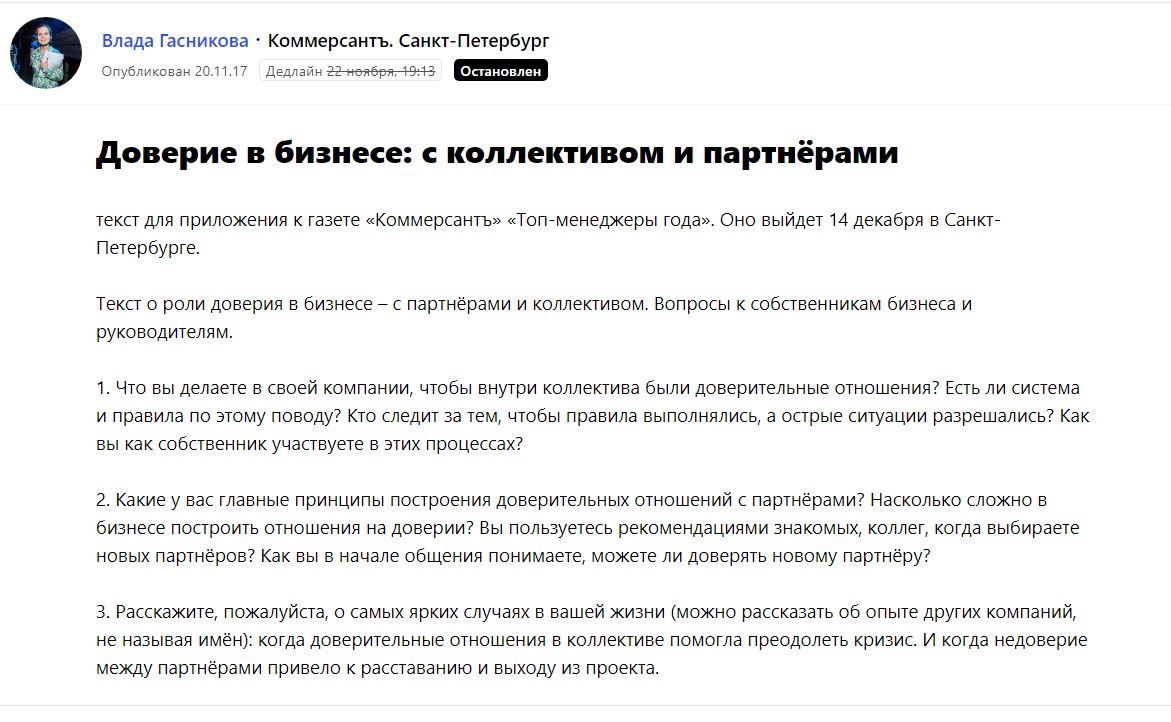 Влада Гасникова · Коммерсантъ. Санкт-Петербург
Опубликован 20.11.17 Дедлайн 22 ноября, 19:13 Остановлен
Доверие в бизнесе: с коллективом и партнёрами
текст для приложения к газете «Коммерсантъ» «Топ-менеджеры года». Оно выйдет 14 декабря в Санкт-
Петербурге.
Текст о роли доверия в бизнесе – с партнёрами и коллективом. Вопросы к собственникам бизнеса и
руководителям.
1. Что вы делаете в своей компании, чтобы внутри коллектива были доверительные отношения? Есть ли система
и правила по этому поводу? Кто следит за тем, чтобы правила выполнялись, а острые ситуации разрешались? Как
вы как собственник участвуете в этих процессах?
2. Какие у вас главные принципы построения доверительных отношений с партнёрами? Насколько сложно в
бизнесе построить отношения на доверии? Вы пользуетесь рекомендациями знакомых, коллег, когда выбираете
новых партнёров? Как вы в начале общения понимаете, можете ли доверять новому партнёру?
3. Расскажите, пожалуйста, о самых ярких случаях в вашей жизни (можно рассказать об опыте других компаний,
не называя имён): когда доверительные отношения в коллективе помогла преодолеть кризис. И когда недоверие
между партнёрами привело к расставанию и выходу из проекта.